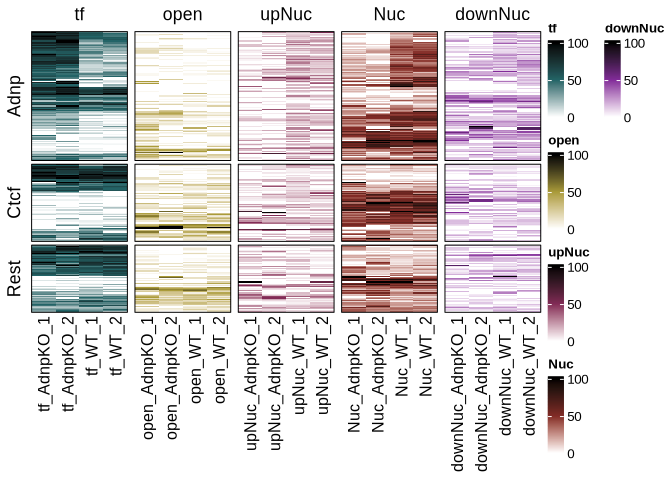 tf open upNuc Nuc downNuc
tf downNuc
100 100
50 50
0 0
open
100
50
0
upNuc
100
50
0
Nuc
100
50
0
Adnp
Ctcf
Rest
tf_AdnpKO_1
tf_AdnpKO_2
tf_WT_1
tf_WT_2
open_AdnpKO_1
open_AdnpKO_2
open_WT_1
open_WT_2
upNuc_AdnpKO_1
upNuc_AdnpKO_2
upNuc_WT_1
upNuc_WT_2
Nuc_AdnpKO_1
Nuc_AdnpKO_2
Nuc_WT_1
Nuc_WT_2
downNuc_AdnpKO_1
downNuc_AdnpKO_2
downNuc_WT_1
downNuc_WT_2